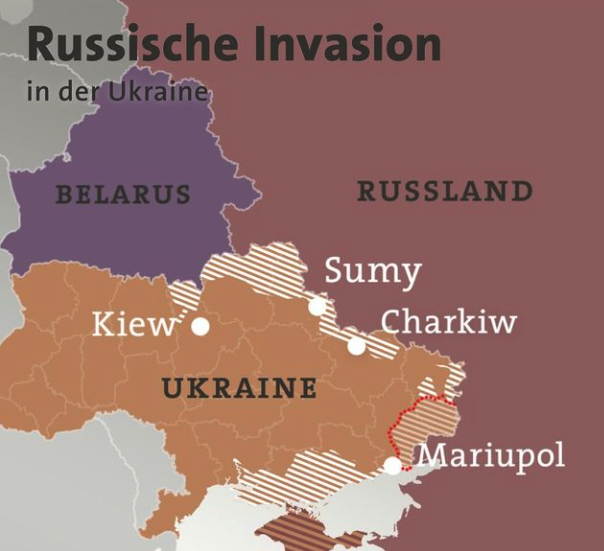 Russische Invasion
in der Ukraine
BELARUS
RUSSLAND
Sumy
Kiew
Charkiw
UKRAINE
Mariupol